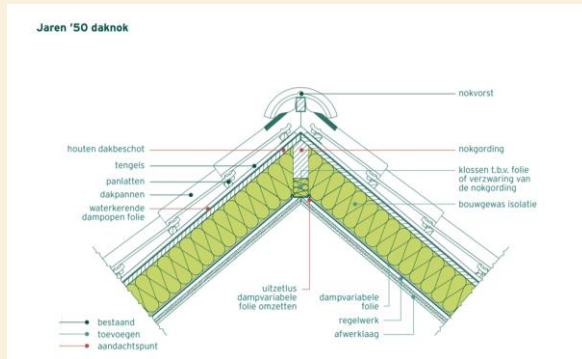 Jaren '50 daknok
nokvorst
houten dakbeschot
nokgording
tengels
klossen t.b.v. folie
of verzwaring van
de nokgording
panlatten
dakpannen
bouwgewas isolatie
waterkerende
dampopen folie
uitzetlus
dampvariabele
folie omzetten
dampvariabele
folie
regelwerk
afwerklaag
bestaand
toevoegen
aandachtspunt